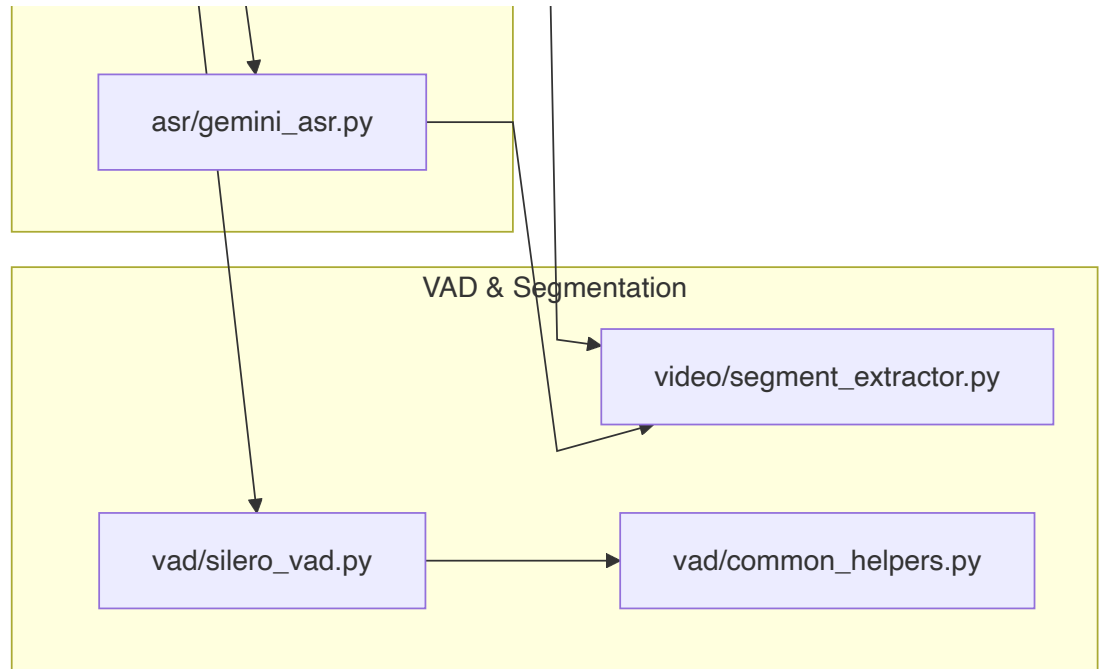 asr/gemini_asr.py
VAD & Segmentation
video/segment_extractor.py
vad/silero_vad.py
vad/common_helpers.py